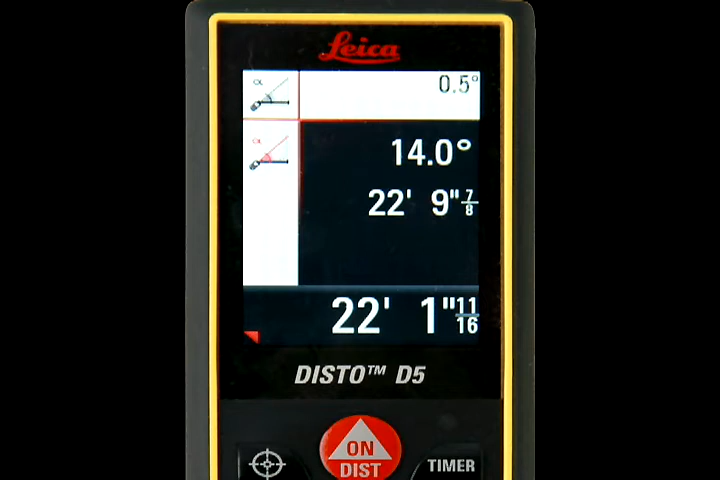 Leica
α 0.5°
α 14.0°
22' 9" 7/8
22' 1" 11/16
DISTO™ D5
ON
DIST
TIMER